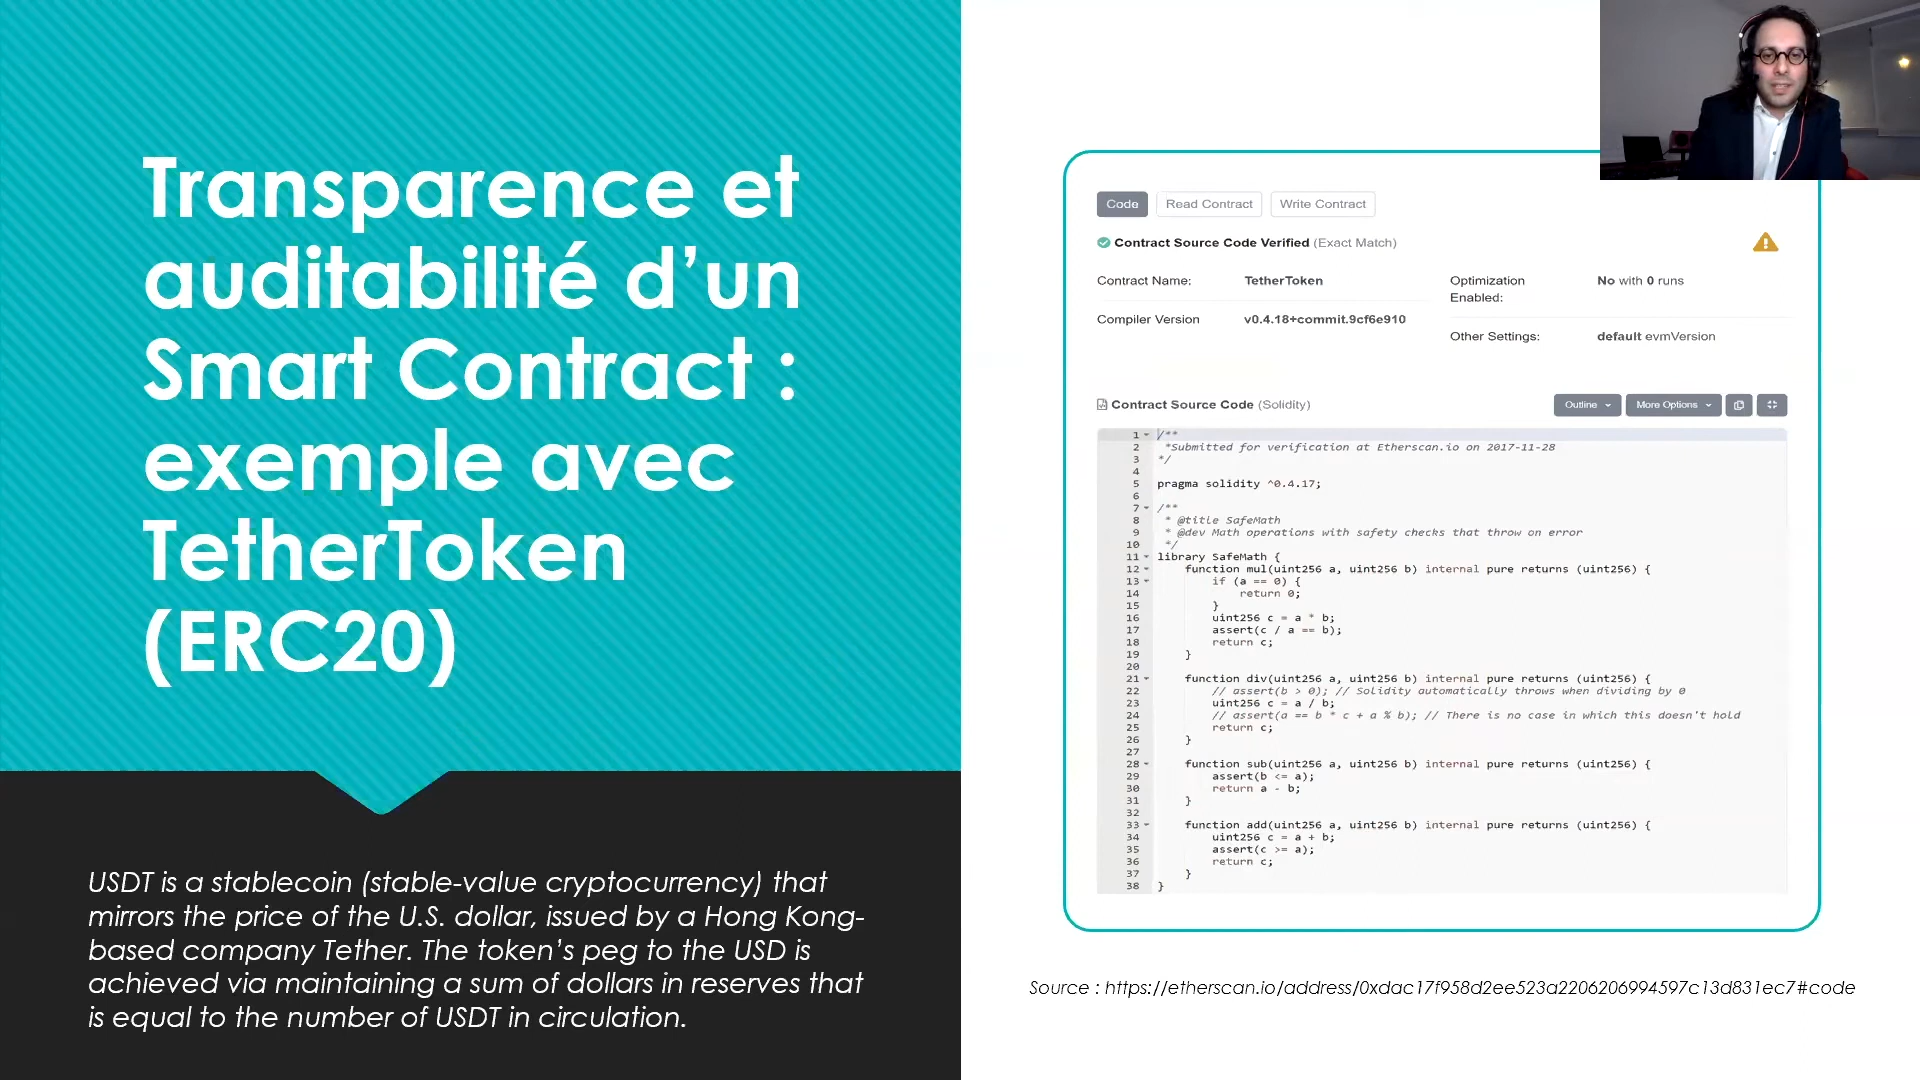 Transparence et
auditabilité d’un
Smart Contract :
exemple avec
TetherToken
(ERC20)
USDT is a stablecoin (stable-value cryptocurrency) that
mirrors the price of the U.S. dollar, issued by a Hong Kong-
based company Tether. The token’s peg to the USD is
achieved via maintaining a sum of dollars in reserves that
is equal to the number of USDT in circulation.
Code Read Contract Write Contract
Contract Source Code Verified (Exact Match)
Contract Name: TetherToken
Compiler Version v0.4.18+commit.9cf6e910
Optimization Enabled: No with 0 runs
Other Settings: default evmVersion
Contract Source Code (Solidity)
Outline More Options
1 /**
2 *Submitted for verification at Etherscan.io on 2017-11-28
3 */
4
5 pragma solidity ^0.4.17;
6
7 /**
8 * @title SafeMath
9 * @dev Math operations with safety checks that throw on error
10 */
11 library SafeMath {
12 function mul(uint256 a, uint256 b) internal pure returns (uint256) {
13 if (a == 0) {
14 return 0;
15 }
16 uint256 c = a * b;
17 assert(c / a == b);
18 return c;
19 }
20
21 function div(uint256 a, uint256 b) internal pure returns (uint256) {
22 // assert(b > 0); // Solidity automatically throws when dividing by 0
23 uint256 c = a / b;
24 // assert(a == b * c + a % b); // There is no case in which this doesn't hold
25 return c;
26 }
27
28 function sub(uint256 a, uint256 b) internal pure returns (uint256) {
29 assert(b <= a);
30 return a - b;
31 }
32
33 function add(uint256 a, uint256 b) internal pure returns (uint256) {
34 uint256 c = a + b;
35 assert(c >= a);
36 return c;
37 }
38 }
Source : https://etherscan.io/address/0xdac17f958d2ee523a2206206994597c13d831ec7#code